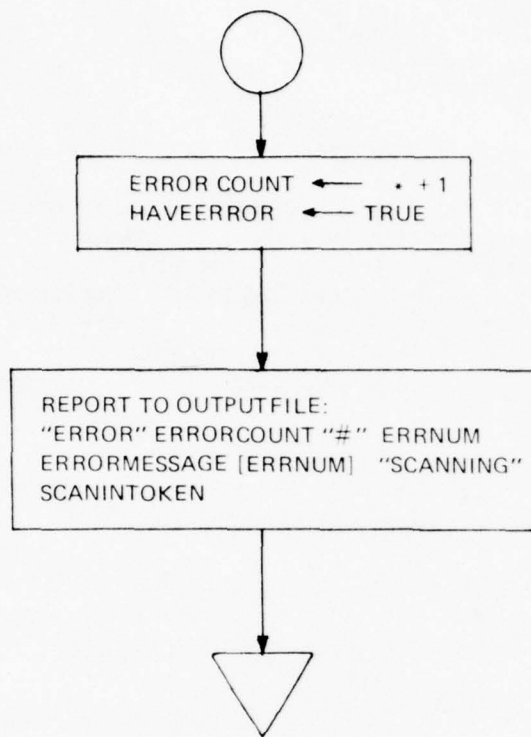 ERROR COUNT ← * + 1
HAVEERROR ← TRUE
REPORT TO OUTPUTFILE:
"ERROR" ERRORCOUNT "#" ERRNUM
ERRORMESSAGE [ERRNUM] "SCANNING"
SCANINTOKEN